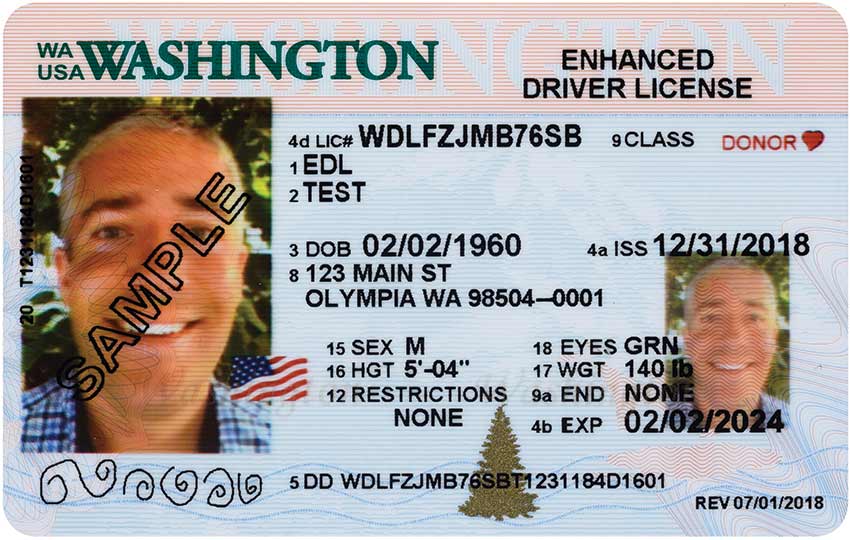 WA
USA
WASHINGTON
ENHANCED
DRIVER LICENSE
4d LIC# WDLFZJMB76SB 9 CLASS DONOR
1 EDL
2 TEST
3 DOB 02/02/1960 4a ISS 12/31/2018
8 123 MAIN ST
OLYMPIA WA 98504–0001
15 SEX M 18 EYES GRN
16 HGT 5'-04" 17 WGT 140 lb
12 RESTRICTIONS 9a END NONE
NONE 4b EXP 02/02/2024
5 DD WDLFZJMB76SBT1231184D1601
REV 07/01/2018
20 T1231184D1601
SAMPLE
WASHINGTON